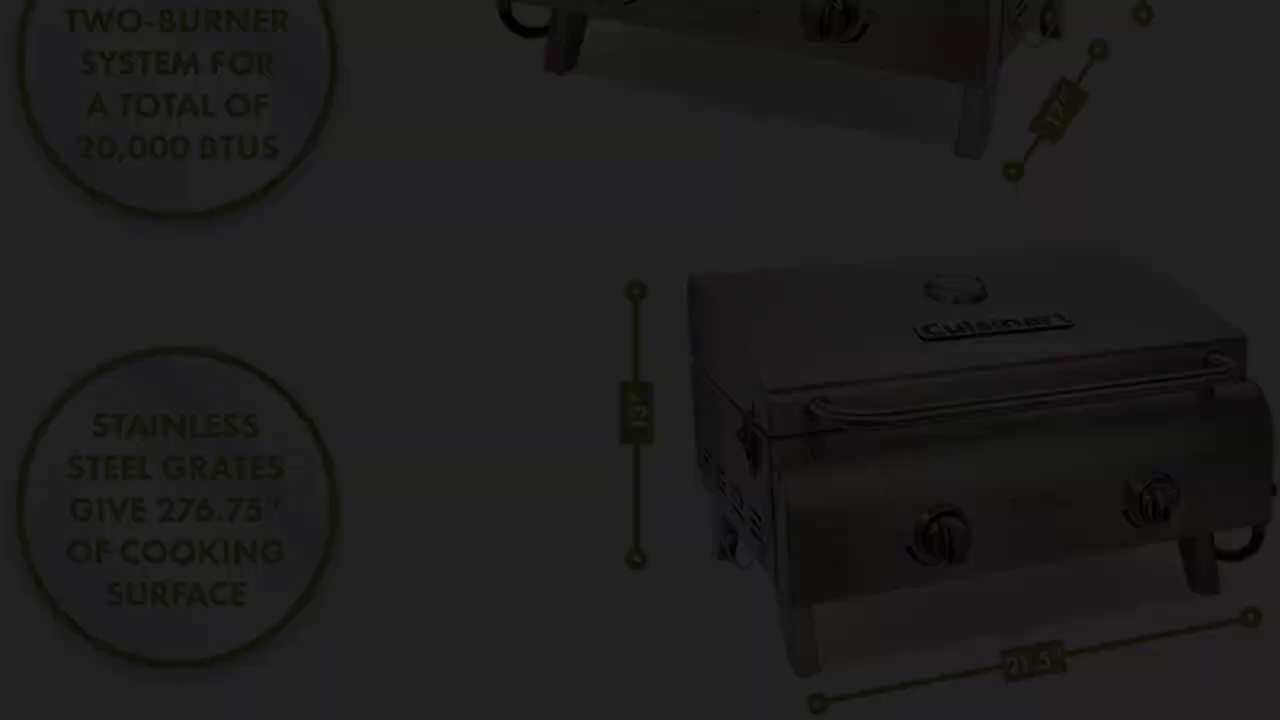 TWO-BURNER
SYSTEM FOR
A TOTAL OF
20,000 BTUS
12"
Cuisinart
STAINLESS
STEEL GRATES
GIVE 276.75"
OF COOKING
SURFACE
21.5"